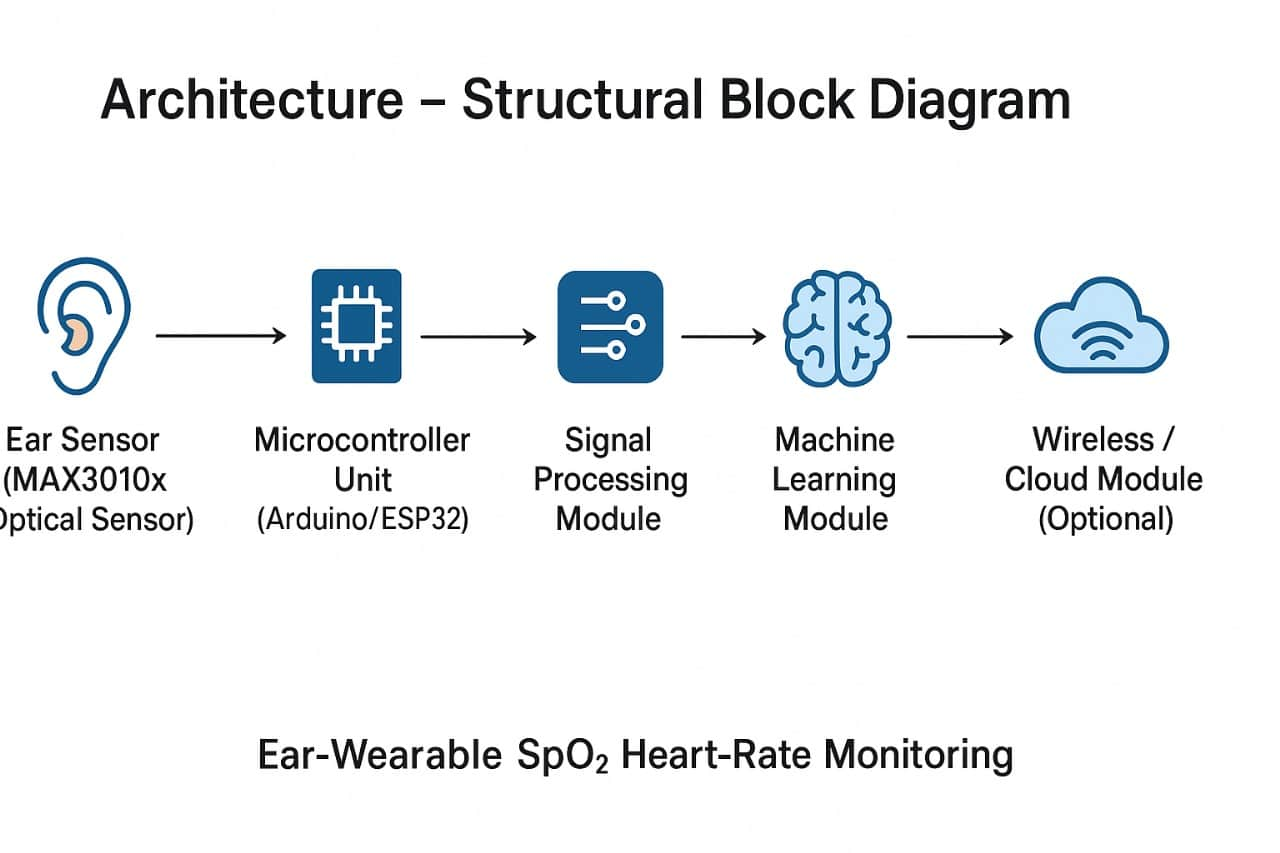 Architecture – Structural Block Diagram
Ear Sensor
(MAX3010x
Optical Sensor)
Microcontroller
Unit
(Arduino/ESP32)
Signal
Processing
Module
Machine
Learning
Module
Wireless /
Cloud Module
(Optional)
Ear-Wearable SpO₂ Heart-Rate Monitoring